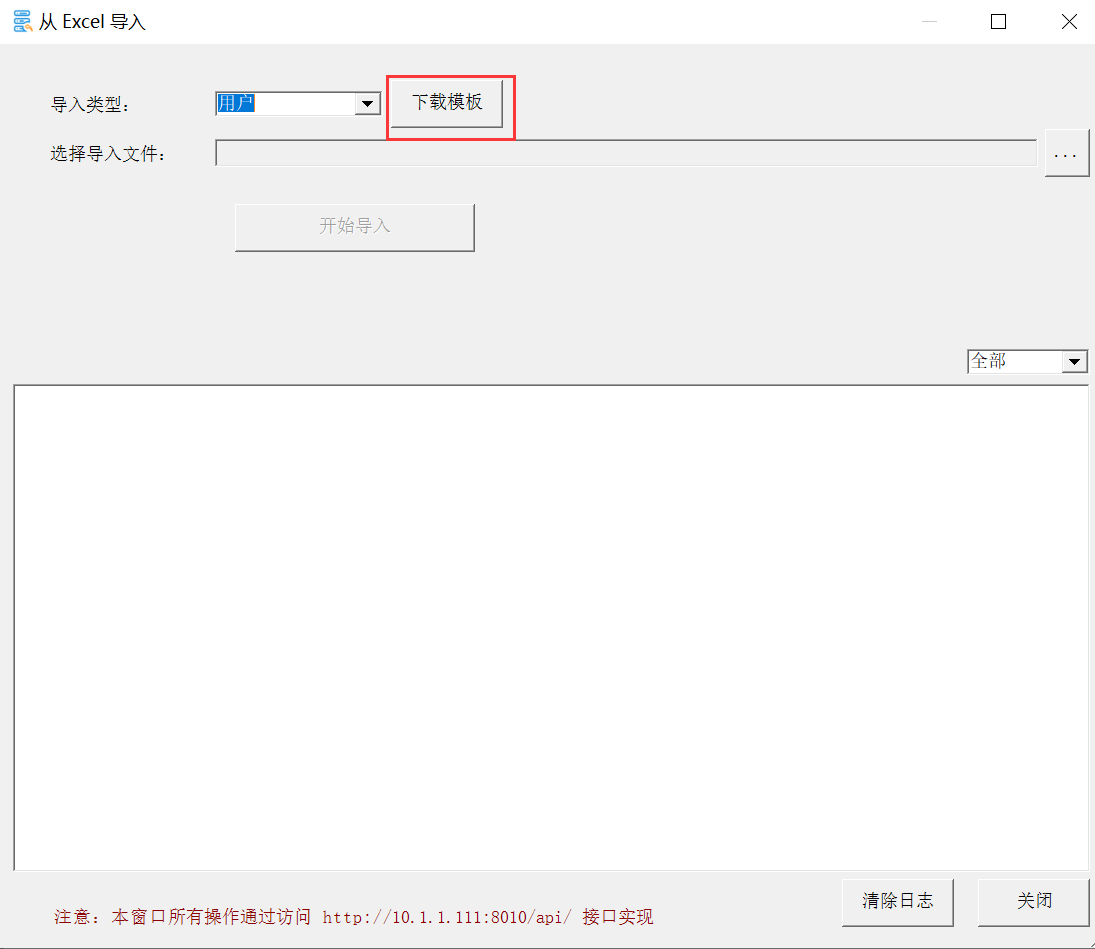 从 Excel 导入
导入类型：
用户
下载模板
选择导入文件：
...
开始导入
全部
清除日志
关闭
注意：本窗口所有操作通过访问 http://10.1.1.111:8010/api/ 接口实现